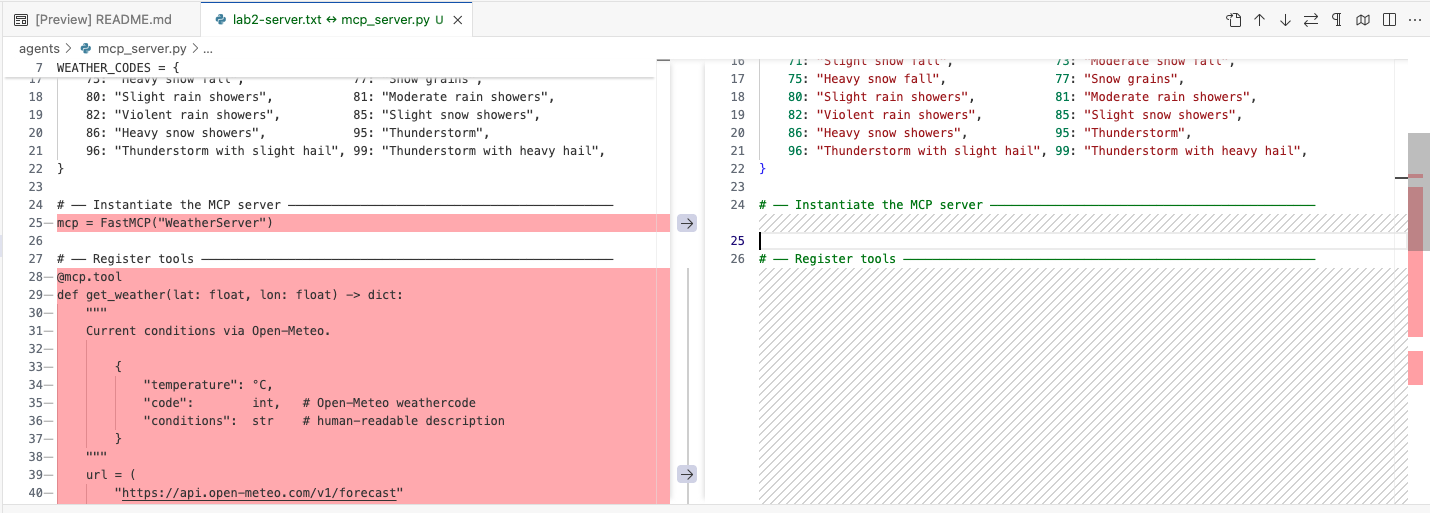 [Preview] README.md
lab2-server.txt ↔ mcp_server.py U
agents > mcp_server.py > ...
7 WEATHER_CODES = {
17 75: "Heavy snow fall", 77: "Snow grains",
18 80: "Slight rain showers", 81: "Moderate rain showers",
19 82: "Violent rain showers", 85: "Slight snow showers",
20 86: "Heavy snow showers", 95: "Thunderstorm",
21 96: "Thunderstorm with slight hail", 99: "Thunderstorm with heavy hail",
22 }
23
24 # —— Instantiate the MCP server ——————————————
25— mcp = FastMCP("WeatherServer")
26
27 # —— Register tools ——————————————
28— @mcp.tool
29— def get_weather(lat: float, lon: float) -> dict:
30— """
31— Current conditions via Open-Meteo.
32—
33— {
34— "temperature": °C,
35— "code": int, # Open-Meteo weathercode
36— "conditions": str # human-readable description
37— }
38— """
39— url = (
40— "https://api.open-meteo.com/v1/forecast"
16 71: "Slight snow fall", 73: "Moderate snow fall",
17 75: "Heavy snow fall", 77: "Snow grains",
18 80: "Slight rain showers", 81: "Moderate rain showers",
19 82: "Violent rain showers", 85: "Slight snow showers",
20 86: "Heavy snow showers", 95: "Thunderstorm",
21 96: "Thunderstorm with slight hail", 99: "Thunderstorm with heavy hail",
22 }
23
24 # —— Instantiate the MCP server ——————————————
25
26 # —— Register tools ——————————————